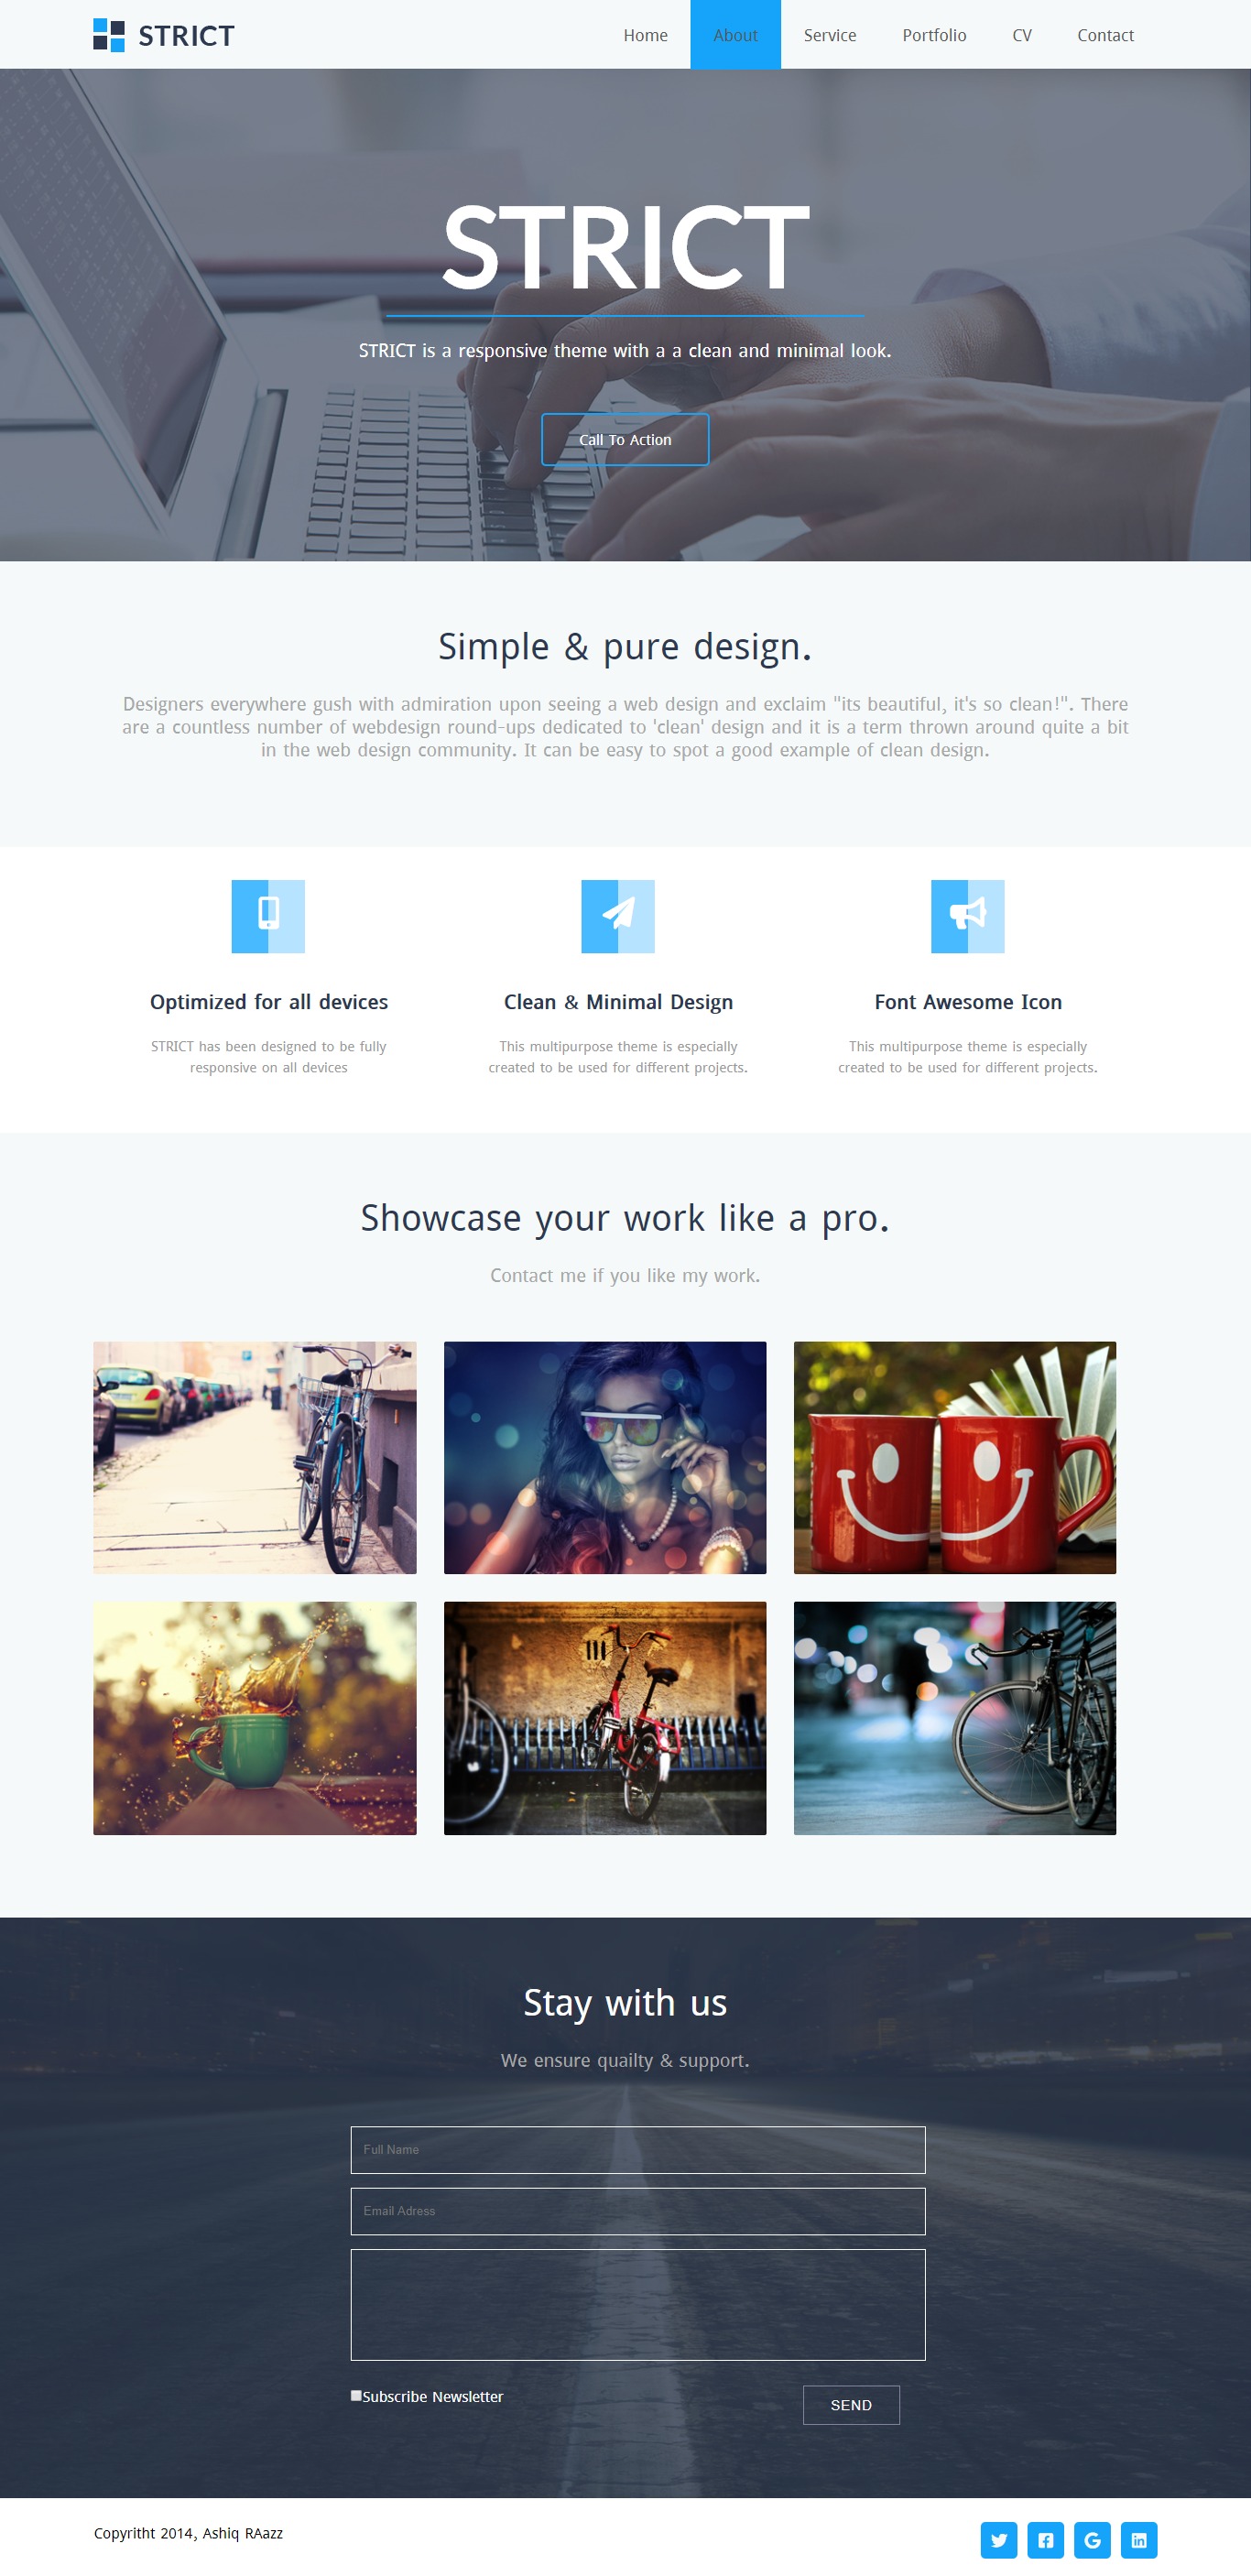 STRICT
Home About Service Portfolio CV Contact
STRICT
STRICT is a responsive theme with a a clean and minimal look.
Call To Action
Simple & pure design.
Designers everywhere gush with admiration upon seeing a web design and exclaim "its beautiful, it's so clean!". There
are a countless number of webdesign round-ups dedicated to 'clean' design and it is a term thrown around quite a bit
in the web design community. It can be easy to spot a good example of clean design.
Optimized for all devices
STRICT has been designed to be fully
responsive on all devices
Clean & Minimal Design
This multipurpose theme is especially
created to be used for different projects.
Font Awesome Icon
This multipurpose theme is especially
created to be used for different projects.
Showcase your work like a pro.
Contact me if you like my work.
Stay with us
We ensure quailty & support.
Full Name
Email Adress
Subscribe Newsletter
SEND
Copyritht 2014, Ashiq RAazz